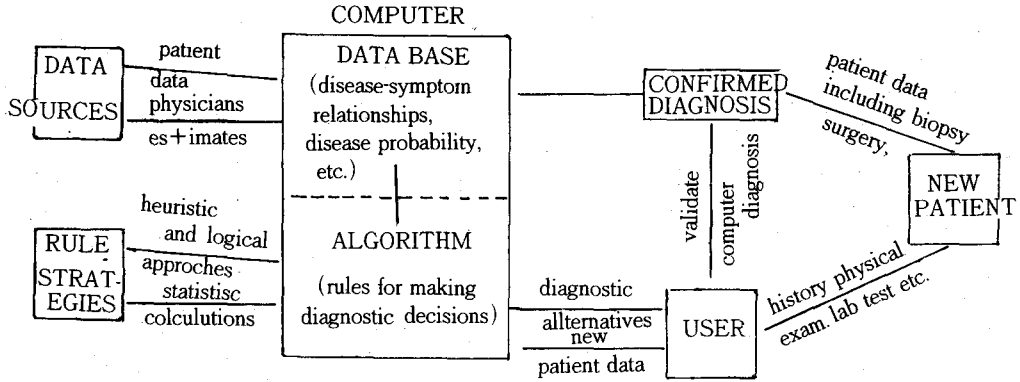 COMPUTER
DATA
SOURCES
patient
data
physicians
es+imates
DATA BASE
(disease-symptom
relationships,
disease probability,
etc.)
CONFIRMED
DIAGNOSIS
patient data
including biopsy
surgery,
validate
computer
diagnosis
NEW
PATIENT
RULE
STRAT-
EGIES
heuristic
and logical
approches
statistisc
colculutions
ALGORITHM
(rules for making
diagnostic decisions)
diagnostic
allternatives
new
patient data
USER
history physical
exam. lab test etc.